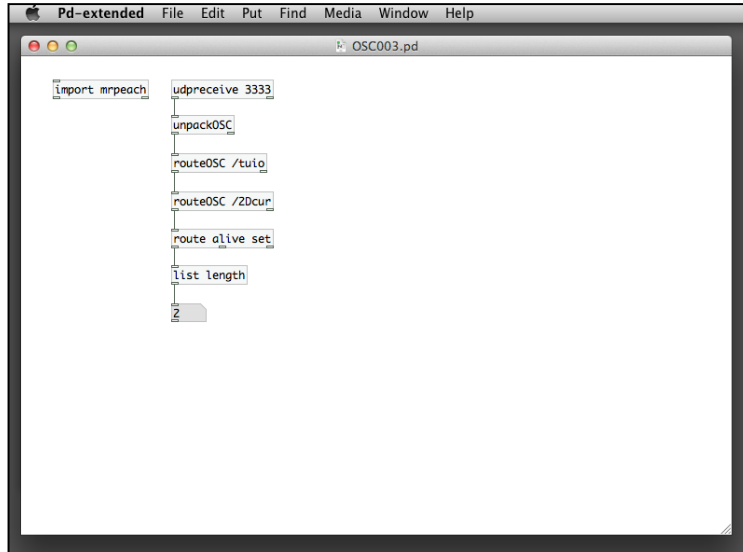 Pd-extended File Edit Put Find Media Window Help
OSC003.pd
import mrpeach udpreceive 3333
unpackOSC
routeOSC /tuio
routeOSC /2Dcur
route alive set
list length
2